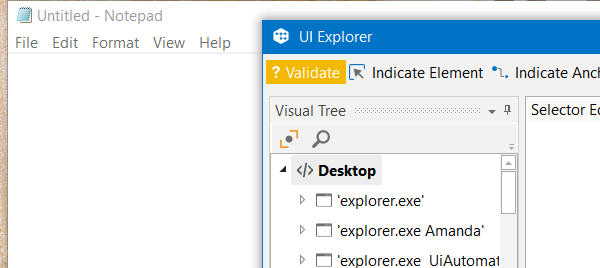 Untitled - Notepad
File Edit Format View Help
UI Explorer
? Validate Indicate Element Indicate Anch
Visual Tree
Selector Ed
</> Desktop
'explorer.exe'
'explorer.exe Amanda'
'explorer.exe UiAutomat